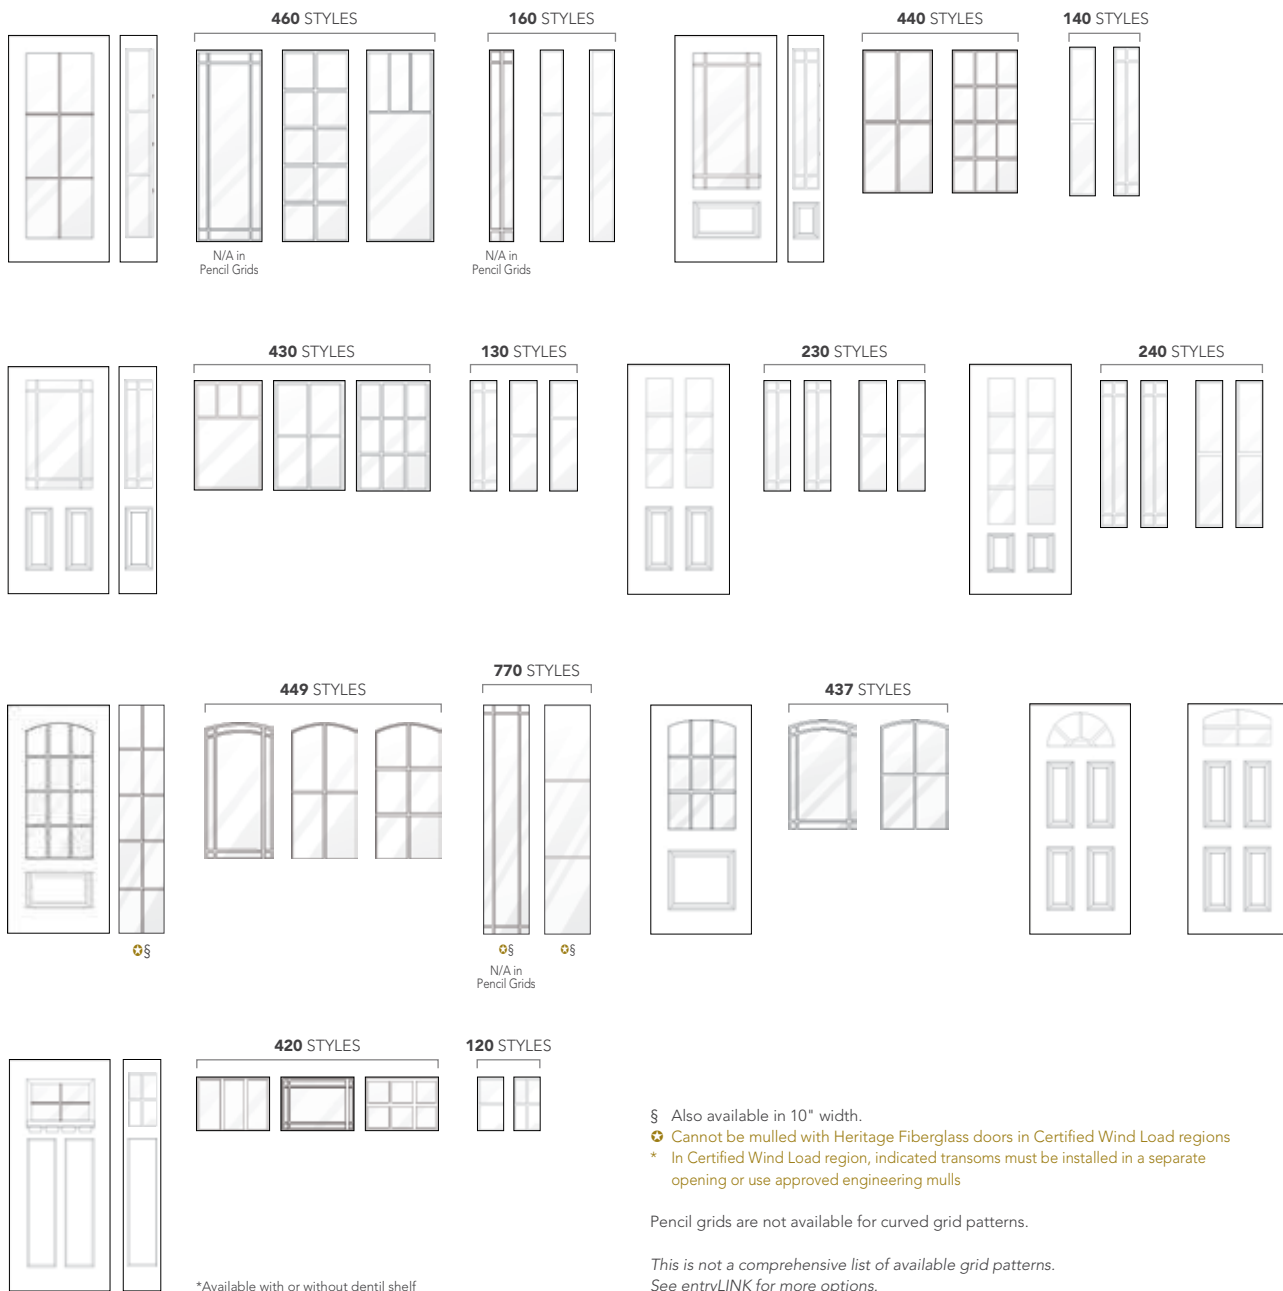 460 STYLES
160 STYLES
440 STYLES
140 STYLES
N/A in
Pencil Grids
N/A in
Pencil Grids
430 STYLES
130 STYLES
230 STYLES
240 STYLES
449 STYLES
770 STYLES
437 STYLES
✪§
✪§
✪§
N/A in
Pencil Grids
420 STYLES
120 STYLES
*Available with or without dentil shelf
§ Also available in 10" width.
✪ Cannot be mulled with Heritage Fiberglass doors in Certified Wind Load regions
* In Certified Wind Load region, indicated transoms must be installed in a separate
opening or use approved engineering mulls
Pencil grids are not available for curved grid patterns.
This is not a comprehensive list of available grid patterns.
See entryLINK for more options.